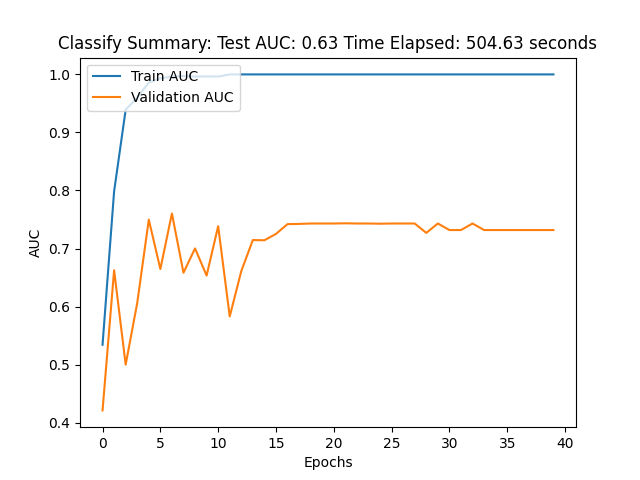 Classify Summary: Test AUC: 0.63 Time Elapsed: 504.63 seconds
Train AUC
Validation AUC
1.0
0.9
0.8
0.7
0.6
0.5
0.4
AUC
0 5 10 15 20 25 30 35 40
Epochs